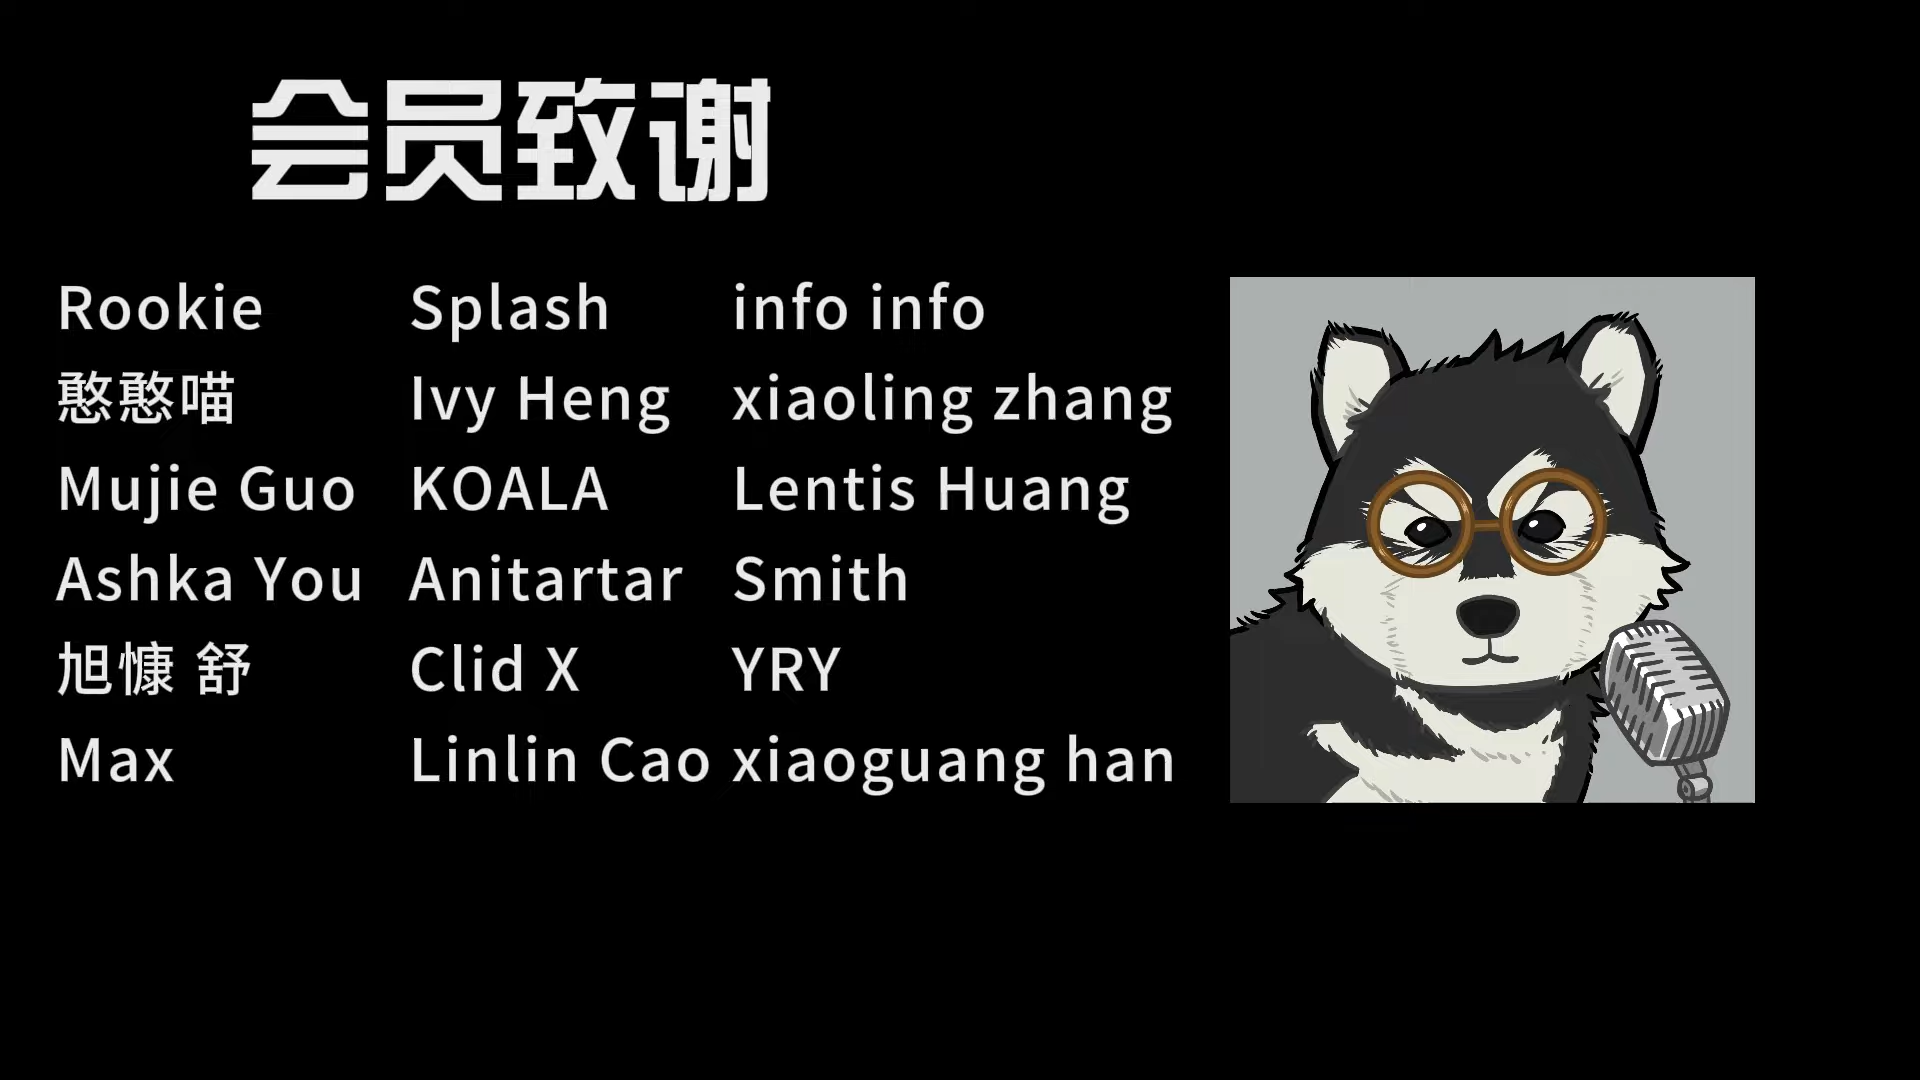 会员致谢
Rookie Splash info info
憨憨喵 Ivy Heng xiaoling zhang
Mujie Guo KOALA Lentis Huang
Ashka You Anitartar Smith
旭慷 舒 Clid X YRY
Max Linlin Cao xiaoguang han